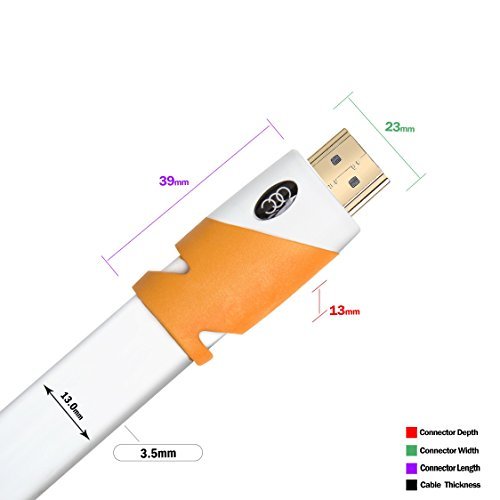 23mm
39mm
13mm
13.0mm
3.5mm
Connector Depth
Connector Width
Connector Length
Cable Thickness